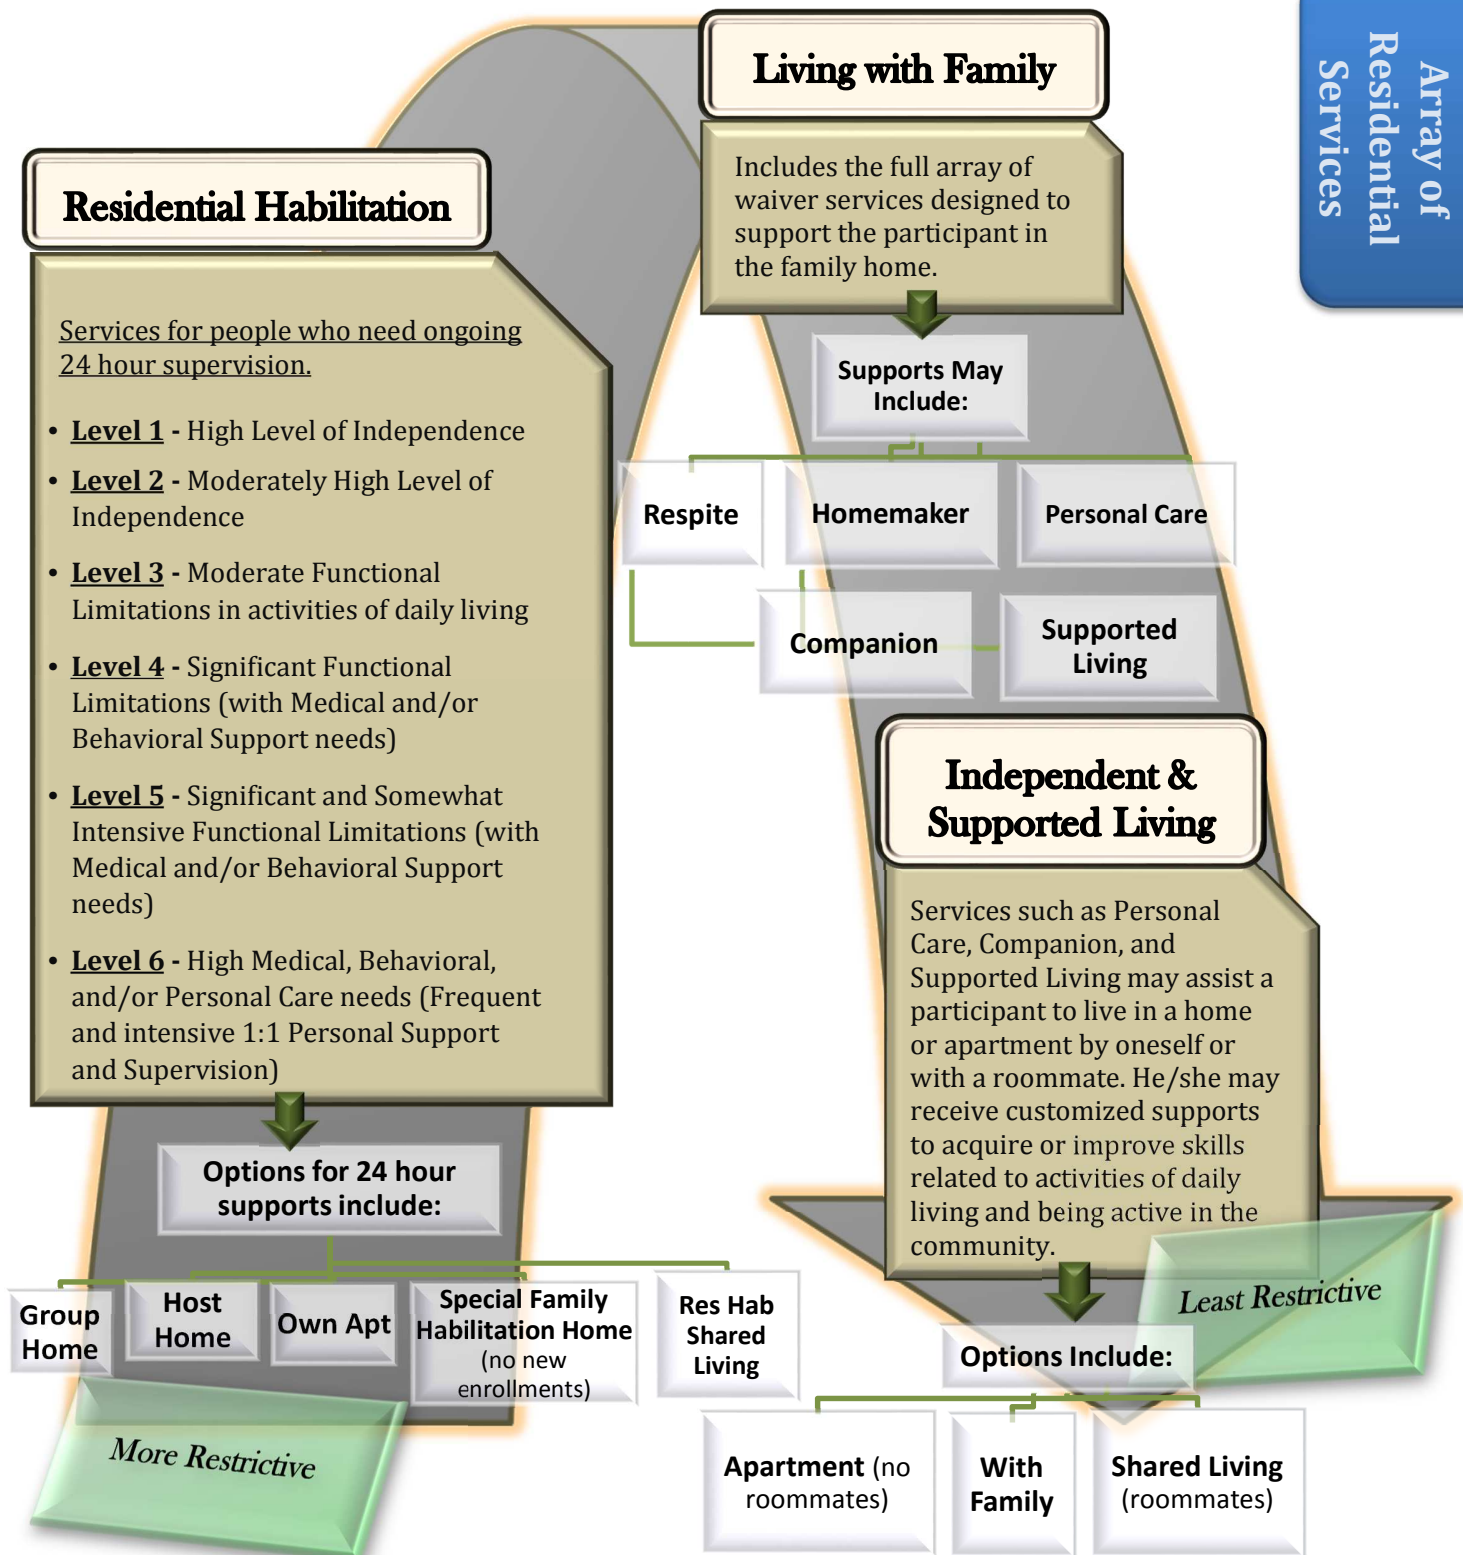 Array of
Residential
Services
Living with Family
Includes the full array of
waiver services designed to
support the participant in
the family home.
Supports May
Include:
Respite
Homemaker
Personal Care
Companion
Supported
Living
Residential Habilitation
Services for people who need ongoing
24 hour supervision.
• Level 1 - High Level of Independence
• Level 2 - Moderately High Level of
Independence
• Level 3 - Moderate Functional
Limitations in activities of daily living
• Level 4 - Significant Functional
Limitations (with Medical and/or
Behavioral Support needs)
• Level 5 - Significant and Somewhat
Intensive Functional Limitations (with
Medical and/or Behavioral Support
needs)
• Level 6 - High Medical, Behavioral,
and/or Personal Care needs (Frequent
and intensive 1:1 Personal Support
and Supervision)
Options for 24 hour
supports include:
Group
Home
Host
Home
Own Apt
Special Family
Habilitation Home
(no new
enrollments)
Res Hab
Shared
Living
More Restrictive
Independent &
Supported Living
Services such as Personal
Care, Companion, and
Supported Living may assist a
participant to live in a home
or apartment by oneself or
with a roommate. He/she may
receive customized supports
to acquire or improve skills
related to activities of daily
living and being active in the
community.
Least Restrictive
Options Include:
Apartment (no
roommates)
With
Family
Shared Living
(roommates)